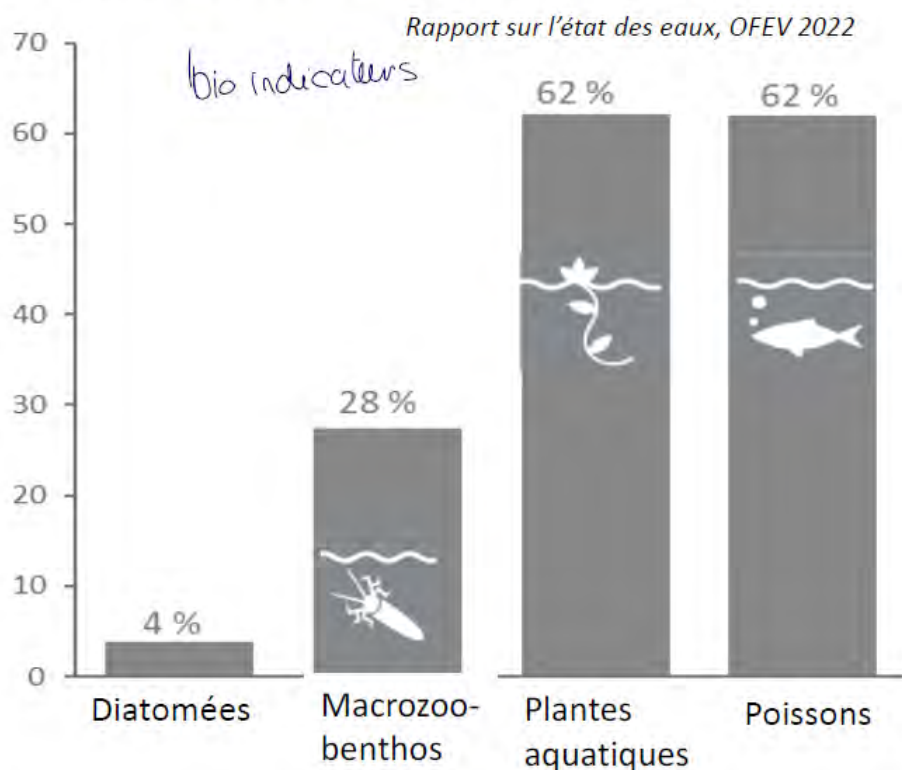 Rapport sur l'état des eaux, OFEV 2022
bio indicateurs
70
60
50
40
30
20
10
0
4 %
28 %
62 %
62 %
Diatomées
Macrozoo-
benthos
Plantes
aquatiques
Poissons